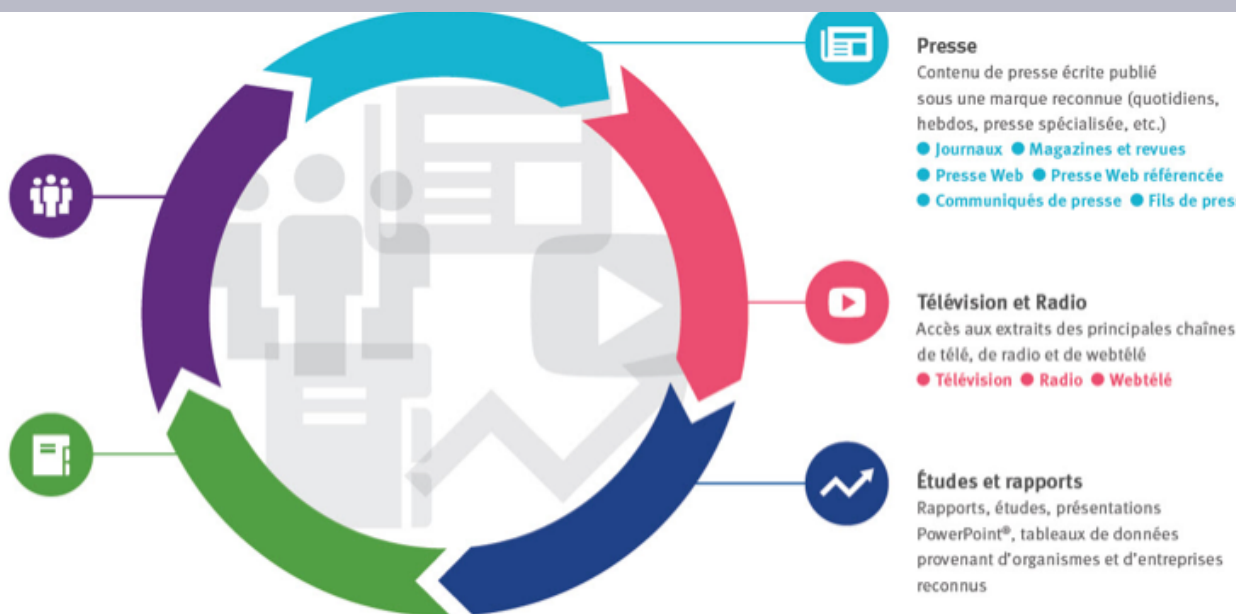 Presse
Contenu de presse écrite publié
sous une marque reconnue (quotidiens,
hebdos, presse spécialisée, etc.)
● Journaux ● Magazines et revues
● Presse Web ● Presse Web référencée
● Communiqués de presse ● Fils de
Télévision et Radio
Accès aux extraits des principales chaînes
de télé, de radio et de webtélé
● Télévision ● Radio ● Webtélé
Études et rapports
Rapports, études, présentations
PowerPoint®, tableaux de données
provenant d'organismes et d'entreprises
reconnus